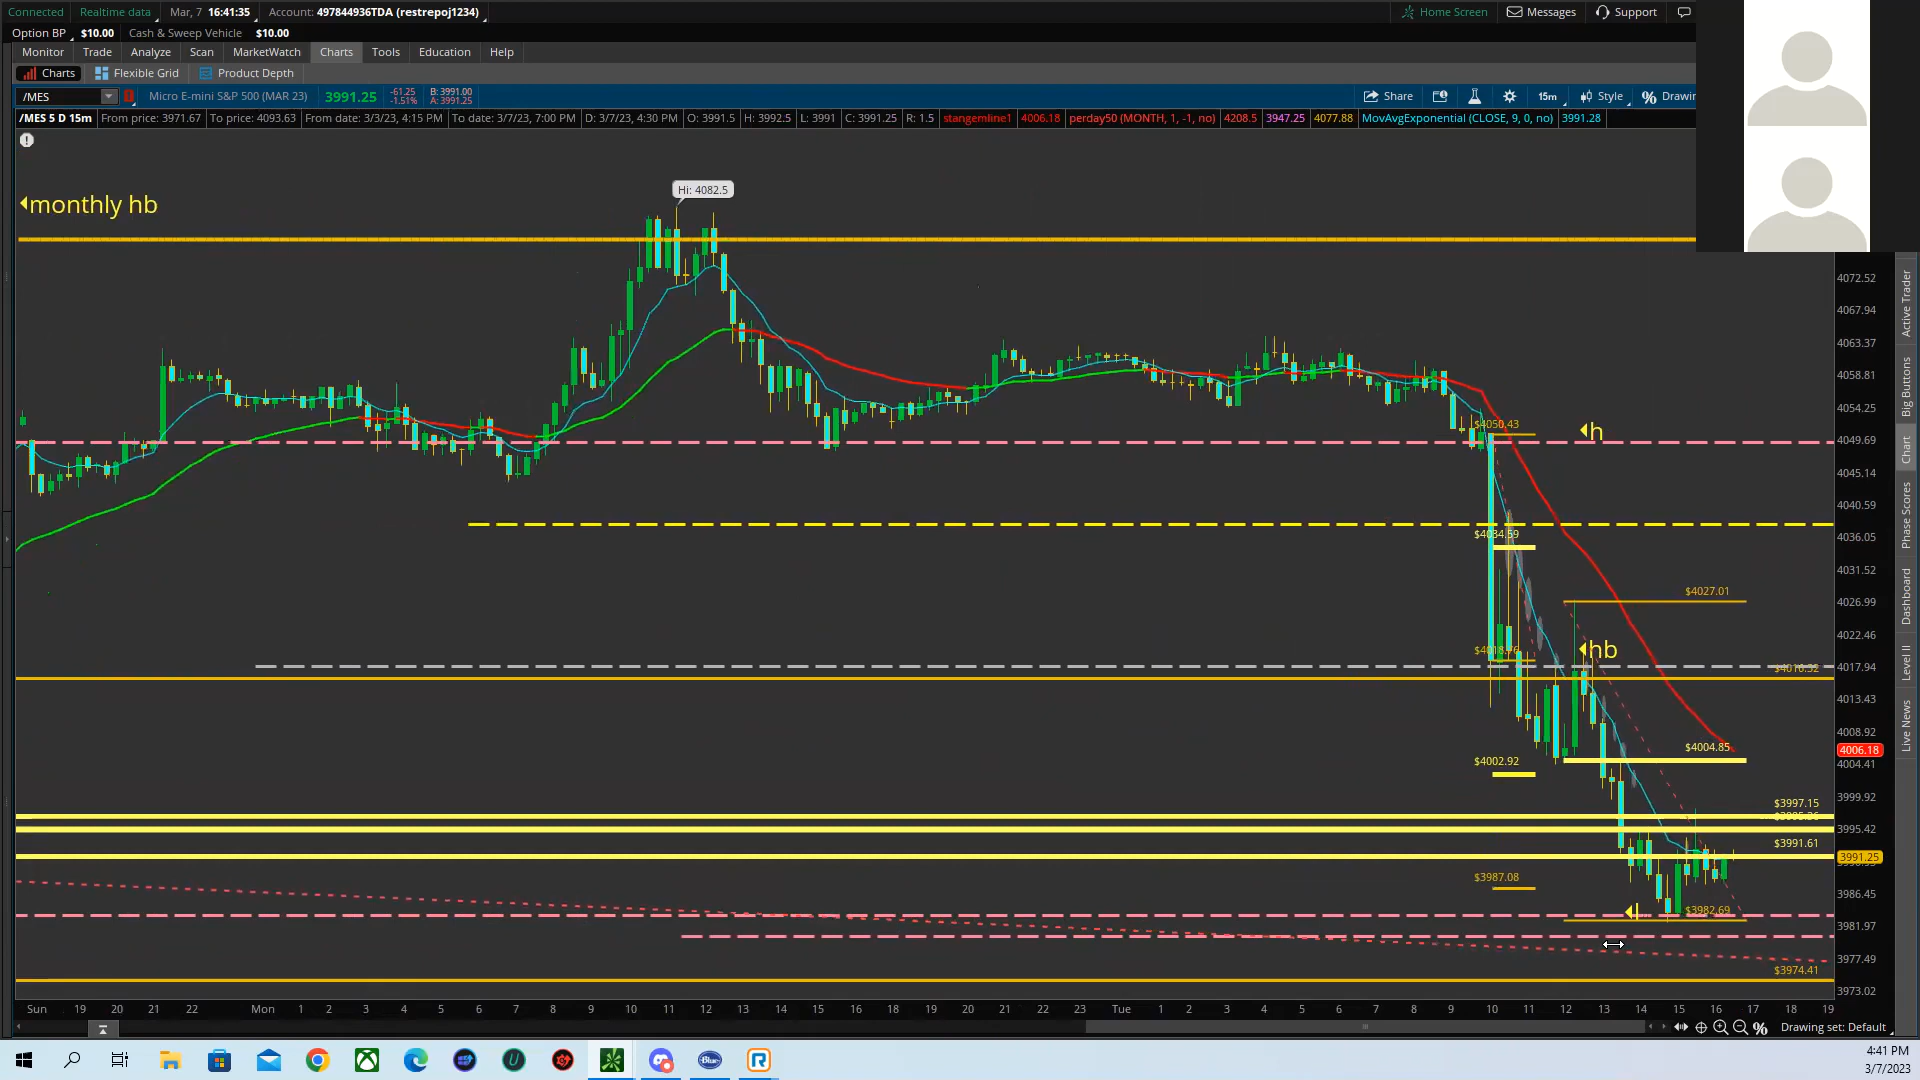 Connected Realtime data Mar, 7 16:41:35 Account: 497844936TDA (restrepoj1234) Home Screen Messages Support
Option BP $10.00 Cash & Sweep Vehicle $10.00
Monitor Trade Analyze Scan MarketWatch Charts Tools Education Help
Charts Flexible Grid Product Depth
/MES Micro E-mini S&P 500 (MAR 23) 3991.25 -61.25 -1.51% B: 3991.00 A: 3991.25 Share 15m Style Drawin
/MES 5 D 15m From price: 3971.67 To price: 4093.63 From date: 3/3/23, 4:15 PM To date: 3/7/23, 7:00 PM D: 3/7/23, 4:30 PM O: 3991.5 H: 3992.5 L: 3991 C: 3991.25 R: 1.5 stangemline1 4006.18 perday50 (MONTH, 1, -1, no) 4208.5 3947.25 4077.88 MovAvgExponential (CLOSE, 9, 0, no) 3991.28
Hi: 4082.5
monthly hb
4072.52
4067.94
4063.37
4058.81
4054.25
$4050.43
h
4049.69
4045.14
4040.59
$4034.59
4036.05
4031.52
$4027.01
4026.99
4022.46
hb
4017.94
4013.43
4008.92
$4004.85
4006.18
$4002.92
4004.41
3999.92
$3997.15
3995.42
$3991.61
3991.25
$3987.08
3986.45
$3982.69
3981.97
3977.49
$3974.41
3973.02
Sun 19 20 21 22 Mon 1 2 3 4 5 6 7 8 9 10 11 12 13 14 15 16 17 18 19 20 21 22 23 Tue 1 2 3 4 5 6 7 8 9 10 11 12 13 14 15 16 17 18 19
Drawing set: Default
Active Trader
Big Buttons
Chart
Phase Scores
Dashboard
Level II
Live News
4:41 PM
3/7/2023